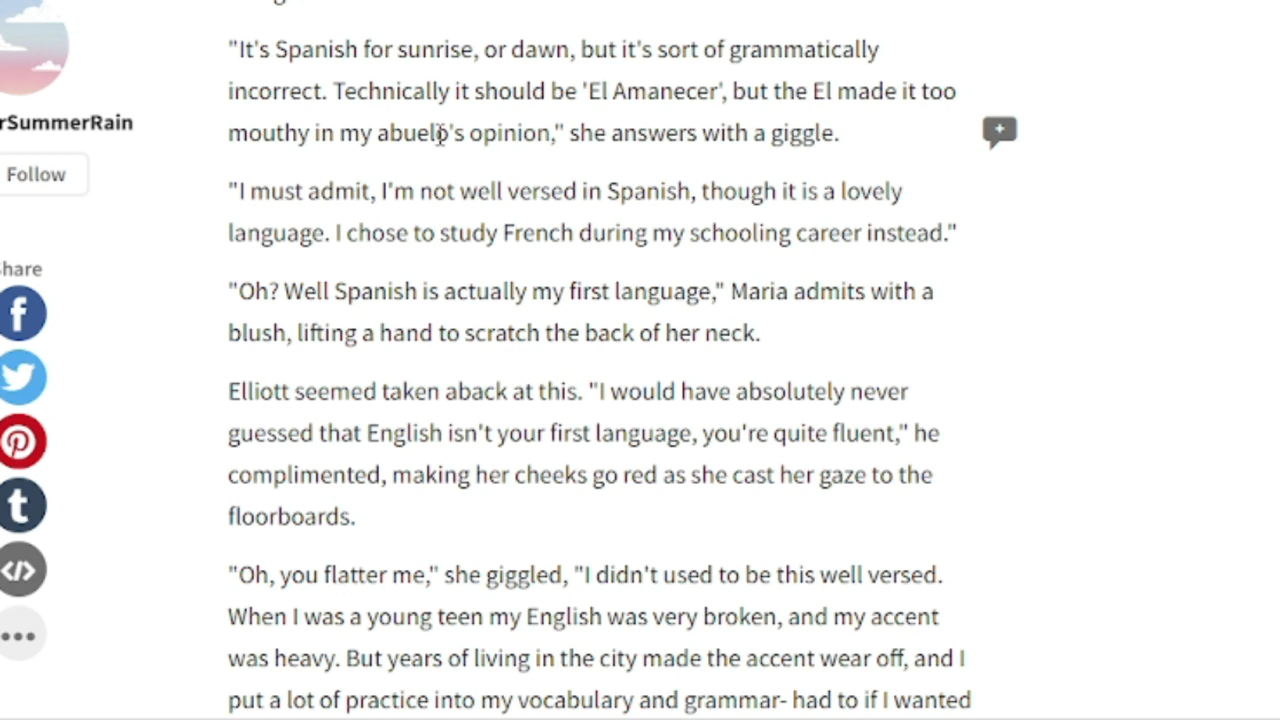 "It's Spanish for sunrise, or dawn, but it's sort of grammatically
incorrect. Technically it should be 'El Amanecer', but the El made it too
mouthy in my abuelo's opinion," she answers with a giggle.
rSummerRain
Follow
"I must admit, I'm not well versed in Spanish, though it is a lovely
language. I chose to study French during my schooling career instead."
Share
"Oh? Well Spanish is actually my first language," Maria admits with a
blush, lifting a hand to scratch the back of her neck.
Elliott seemed taken aback at this. "I would have absolutely never
guessed that English isn't your first language, you're quite fluent," he
complimented, making her cheeks go red as she cast her gaze to the
floorboards.
"Oh, you flatter me," she giggled, "I didn't used to be this well versed.
When I was a young teen my English was very broken, and my accent
was heavy. But years of living in the city made the accent wear off, and I
put a lot of practice into my vocabulary and grammar- had to if I wanted